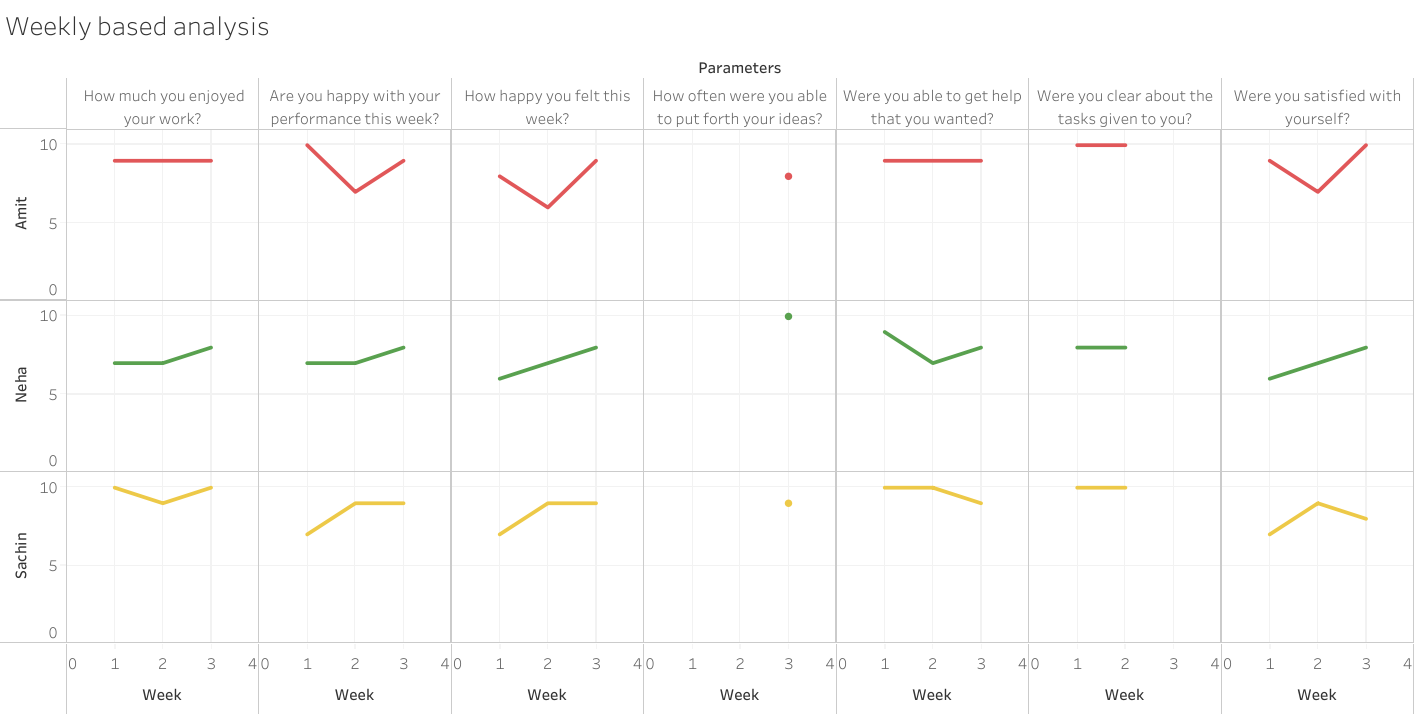 Weekly based analysis
Parameters
How much you enjoyed
your work?
Are you happy with your
performance this week?
How happy you felt this
week?
How often were you able
to put forth your ideas?
Were you able to get help
that you wanted?
Were you clear about the
tasks given to you?
Were you satisfied with
yourself?
Amit
10
5
0
Neha
10
5
0
Sachin
10
5
0
0 1 2 3 4 0 1 2 3 4 0 1 2 3 4 0 1 2 3 4 0 1 2 3 4 0 1 2 3 4 0 1 2 3 4
Week Week Week Week Week Week Week